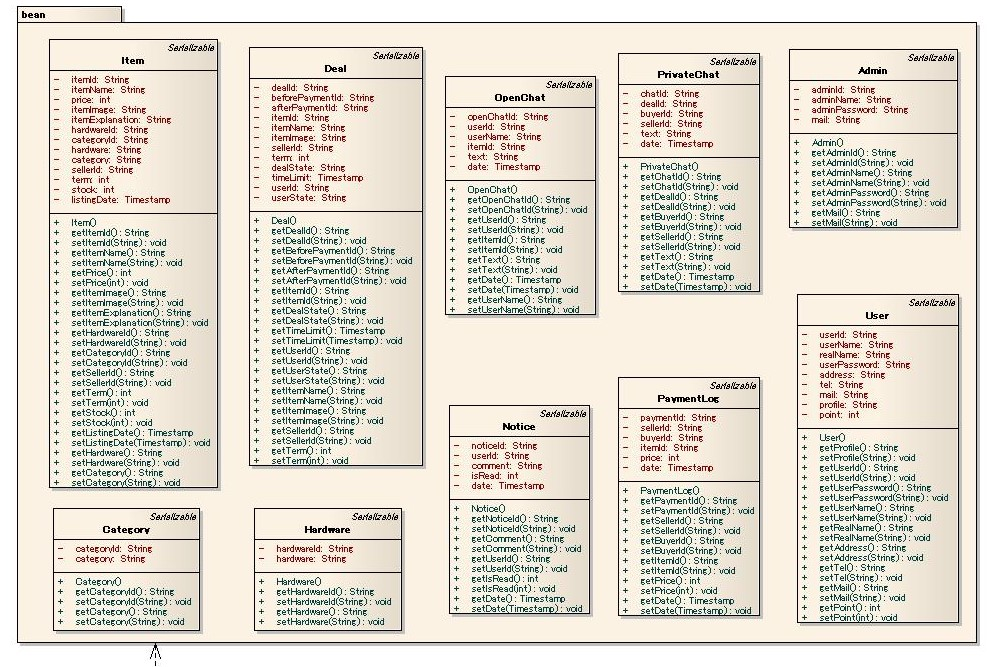 bean
Serializable
Item
- itemId: String
- itemName: String
- price: int
- itemImage: String
- itemExplanation: String
- hardwareId: String
- categoryId: String
- hardware: String
- category: String
- sellerId: String
- term: int
- stock: int
- listingDate: Timestamp
+ Item()
+ getItemId() : String
+ setItemId(String) : void
+ getItemName() : String
+ setItemName(String) : void
+ getPrice() : int
+ setPrice(int) : void
+ getItemImage() : String
+ setItemImage(String) : void
+ getItemExplanation() : String
+ setItemExplanation(String) : void
+ getHardwareId() : String
+ setHardwareId(String) : void
+ getCategoryId() : String
+ setCategoryId(String) : void
+ getSellerId() : String
+ setSellerId(String) : void
+ getTerm() : int
+ setTerm(int) : void
+ getStock() : int
+ setStock(int) : void
+ getListingDate() : Timestamp
+ setListingDate(Timestamp) : void
+ getHardware() : String
+ setHardware(String) : void
+ getCategory() : String
+ setCategory(String) : void
Serializable
Deal
- dealId: String
- beforePaymentId: String
- afterPaymentId: String
- itemId: String
- itemName: String
- itemImage: String
- sellerId: String
- term: int
- dealState: String
- timeLimit: Timestamp
- userId: String
- userState: String
+ Deal()
+ getDealId() : String
+ setDealId(String) : void
+ getBeforePaymentId() : String
+ setBeforePaymentId(String) : void
+ getAfterPaymentId() : String
+ setAfterPaymentId(String) : void
+ getItemId() : String
+ setItemId(String) : void
+ getDealState() : String
+ setDealState(String) : void
+ getTimeLimit() : Timestamp
+ setTimeLimit(Timestamp) : void
+ getUserId() : String
+ setUserId(String) : void
+ getUserState() : String
+ setUserState(String) : void
+ getItemName() : String
+ setItemName(String) : void
+ getItemImage() : String
+ setItemImage(String) : void
+ getSellerId() : String
+ setSellerId(String) : void
+ getTerm() : int
+ setTerm(int) : void
Serializable
OpenChat
- openChatId: String
- userId: String
- userName: String
- itemId: String
- text: String
- date: Timestamp
+ OpenChat()
+ getOpenChatId() : String
+ setOpenChatId(String) : void
+ getUserId() : String
+ setUserId(String) : void
+ getItemId() : String
+ setItemId(String) : void
+ getText() : String
+ setText(String) : void
+ getDate() : Timestamp
+ setDate(Timestamp) : void
+ getUserName() : String
+ setUserName(String) : void
Serializable
PrivateChat
- chatId: String
- dealId: String
- buyerId: String
- sellerId: String
- text: String
- date: Timestamp
+ PrivateChat()
+ getChatId() : String
+ setChatId(String) : void
+ getDealId() : String
+ setDealId(String) : void
+ getBuyerId() : String
+ setBuyerId(String) : void
+ getSellerId() : String
+ setSellerId(String) : void
+ getText() : String
+ setText(String) : void
+ getDate() : Timestamp
+ setDate(Timestamp) : void
Serializable
Admin
- adminId: String
- adminName: String
- adminPassword: String
- mail: String
+ Admin()
+ getAdminId() : String
+ setAdminId(String) : void
+ getAdminName() : String
+ setAdminName(String) : void
+ getAdminPassword() : String
+ setAdminPassword(String) : void
+ getMail() : String
+ setMail(String) : void
Serializable
User
- userId: String
- userName: String
- realName: String
- userPassword: String
- address: String
- tel: String
- mail: String
- profile: String
- point: int
+ User()
+ getProfile() : String
+ setProfile(String) : void
+ getUserId() : String
+ setUserId(String) : void
+ getUserPassword() : String
+ setUserPassword(String) : void
+ getUserName() : String
+ setUserName(String) : void
+ getRealName() : String
+ setRealName(String) : void
+ getAddress() : String
+ setAddress(String) : void
+ getTel() : String
+ setTel(String) : void
+ getMail() : String
+ setMail(String) : void
+ getPoint() : int
+ setPoint(int) : void
Serializable
Category
- categoryId: String
- category: String
+ Category()
+ getCategoryId() : String
+ setCategoryId(String) : void
+ getCategory() : String
+ setCategory(String) : void
Serializable
Hardware
- hardwareId: String
- hardware: String
+ Hardware()
+ getHardwareId() : String
+ setHardwareId(String) : void
+ getHardware() : String
+ setHardware(String) : void
Serializable
Notice
- noticeId: String
- userId: String
- comment: String
- isRead: int
- date: Timestamp
+ Notice()
+ getNoticeId() : String
+ setNoticeId(String) : void
+ getComment() : String
+ setComment(String) : void
+ getUserId() : String
+ setUserId(String) : void
+ getIsRead() : int
+ setIsRead(int) : void
+ getDate() : Timestamp
+ setDate(Timestamp) : void
Serializable
PaymentLog
- paymentId: String
- sellerId: String
- buyerId: String
- itemId: String
- price: int
- date: Timestamp
+ PaymentLog()
+ getPaymentId() : String
+ setPaymentId(String) : void
+ getSellerId() : String
+ setSellerId(String) : void
+ getBuyerId() : String
+ setBuyerId(String) : void
+ getItemId() : String
+ setItemId(String) : void
+ getPrice() : int
+ setPrice(int) : void
+ getDate() : Timestamp
+ setDate(Timestamp) : void